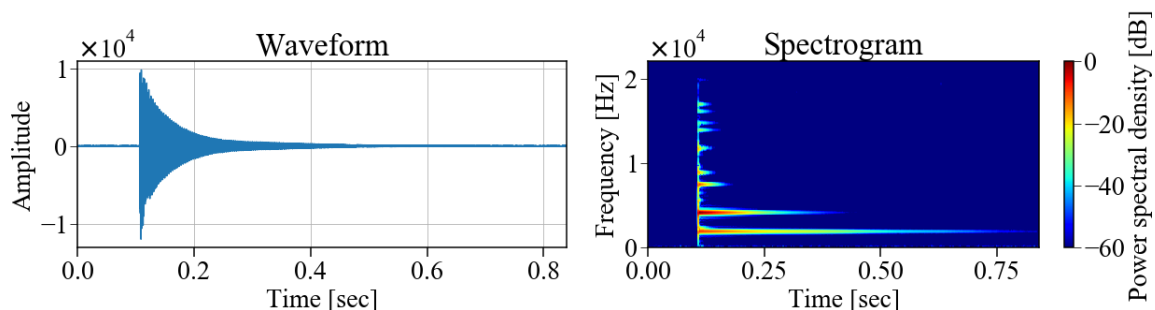 Waveform
×10⁴
1
0
−1
Amplitude
0.0 0.2 0.4 0.6 0.8
Time [sec]
Spectrogram
×10⁴
2
1
0
Frequency [Hz]
0.00 0.25 0.50 0.75
Time [sec]
0
−20
−40
−60
Power spectral density [dB]